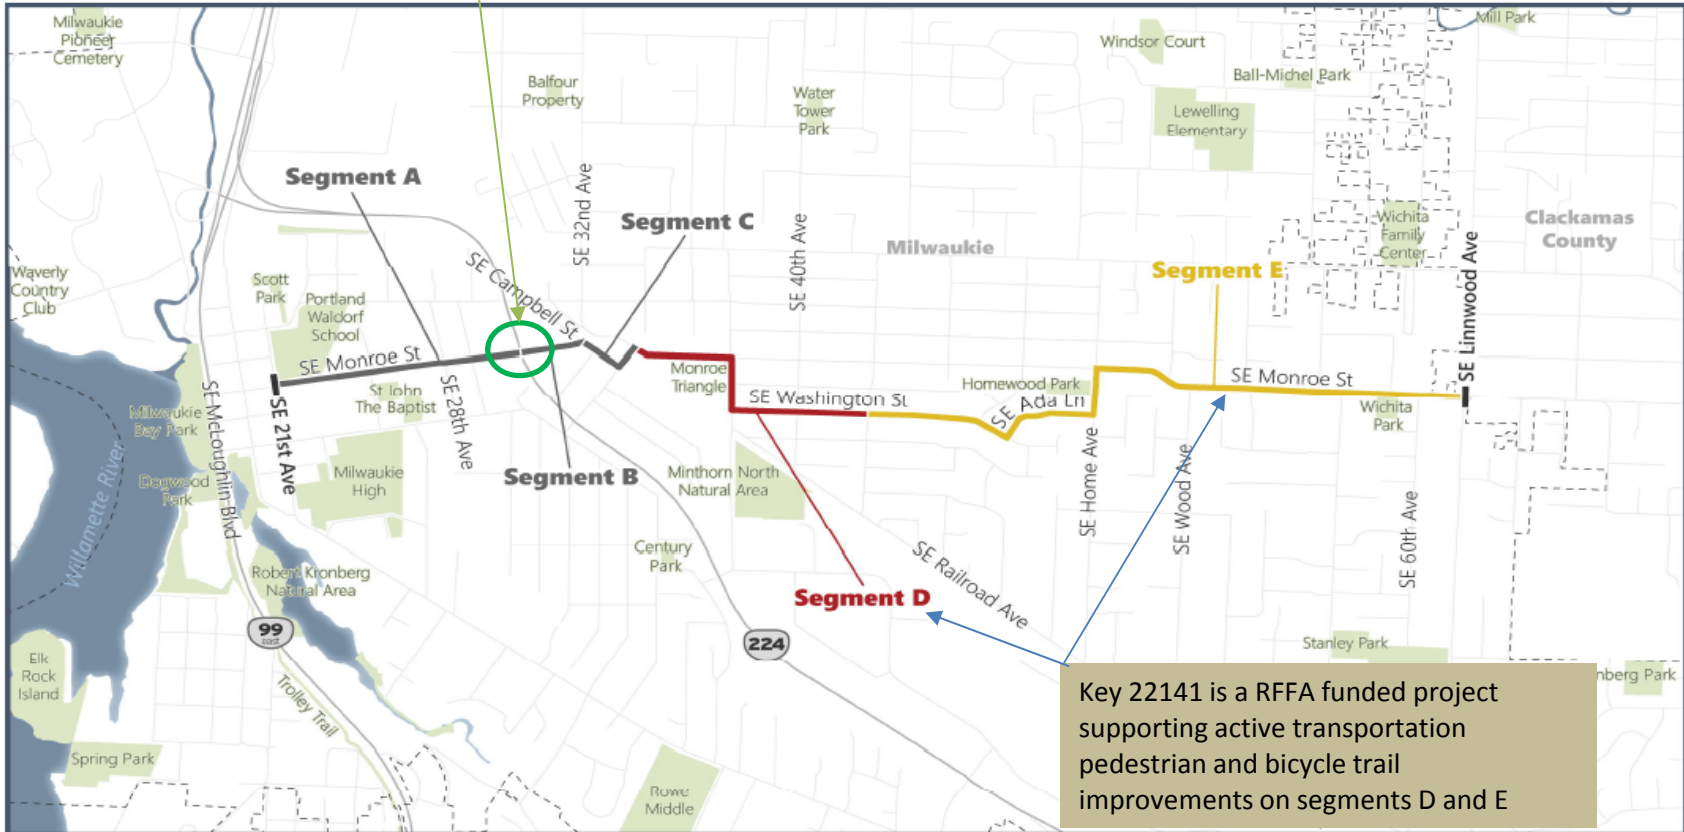 Milwaukie
Pioneer
Cemetery
Mill Park
Windsor Court
Ball-Michel Park
Balfour
Property
Water
Tower
Park
Lewelling
Elementary
Segment A
SE 32nd Ave
Segment C
SE 40th Ave
Milwaukie
Wichita
Family
Center
Clackamas
County
SE Linnwood Ave
Segment E
Waverly
Country
Club
Scott
Park
Portland
Waldorf
School
SE Campbell St
SE Monroe St
Monroe
Triangle
SE Monroe St
St John
The Baptist
SE 28th Ave
SE Washington St
Homewood Park
SE Ada Ln
Wichita
Park
Milwaukie
Bay Park
SE McLoughlin Blvd
SE 21st Ave
Milwaukie
High
Segment B
Minthorn North
Natural Area
SE Home Ave
SE Wood Ave
SE 60th Ave
Dogwood
Park
Willamette River
Century
Park
SE Railroad Ave
Robert Kronberg
Natural Area
Segment D
99
east
224
Stanley Park
Elk
Rock
Island
Trolley Trail
nberg Park
Key 22141 is a RFFA funded project
supporting active transportation
pedestrian and bicycle trail
improvements on segments D and E
Spring Park
Rowe
Middle